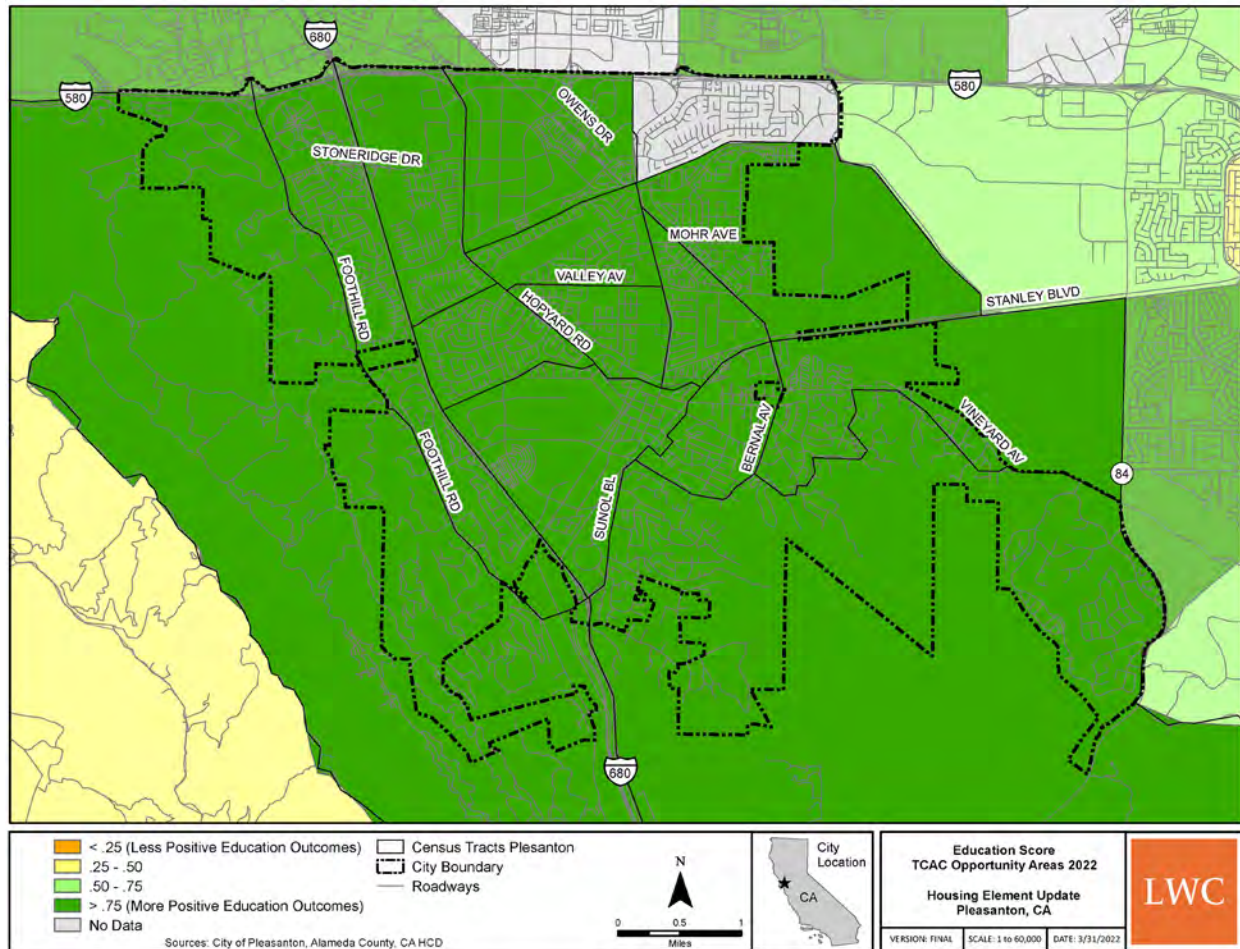 680
580
580
OWENS DR
STONERIDGE DR
MOHR AVE
VALLEY AV
FOOTHILL RD
HOPYARD RD
STANLEY BLVD
BERNAL AV
VINEYARD AV
FOOTHILL RD
SUNOL BL
84
680
< .25 (Less Positive Education Outcomes)
.25 - .50
.50 - .75
> .75 (More Positive Education Outcomes)
No Data
Census Tracts Plesanton
City Boundary
Roadways
Sources: City of Pleasanton, Alameda County, CA HCD
N
0 0.5 1
Miles
City
Location
CA
Education Score
TCAC Opportunity Areas 2022
Housing Element Update
Pleasanton, CA
VERSION: FINAL SCALE: 1 to 60,000 DATE: 3/31/2022
LWC